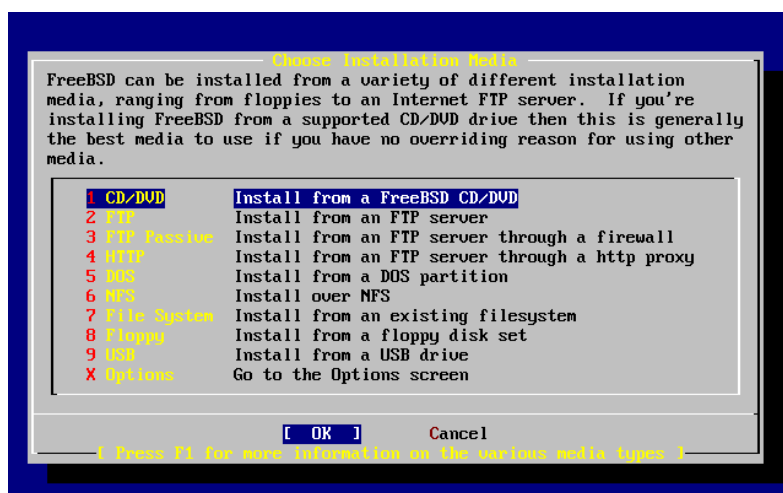 Choose Installation Media
FreeBSD can be installed from a variety of different installation
media, ranging from floppies to an Internet FTP server.  If you're
installing FreeBSD from a supported CD/DVD drive then this is generally
the best media to use if you have no overriding reason for using other
media.
1 CD/DVD Install from a FreeBSD CD/DVD
2 FTP Install from an FTP server
3 FTP Passive Install from an FTP server through a firewall
4 HTTP Install from an FTP server through a http proxy
5 DOS Install from a DOS partition
6 NFS Install over NFS
7 File System Install from an existing filesystem
8 Floppy Install from a floppy disk set
9 USB Install from a USB drive
X Options Go to the Options screen
[ OK ] Cancel
[ Press F1 for more information on the various media types ]